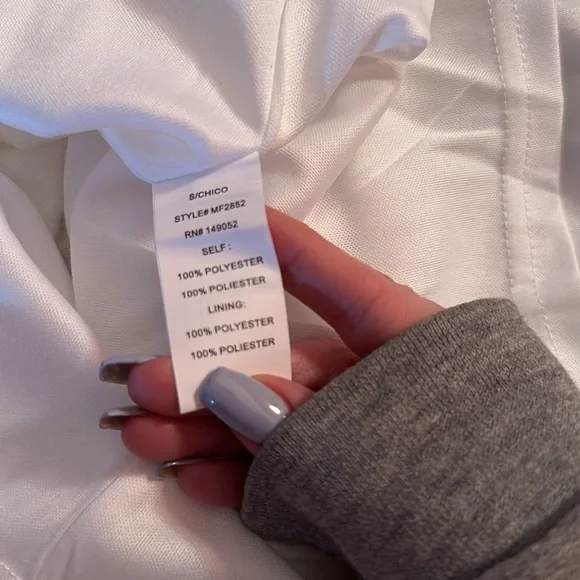 S/CHICO
STYLE# MF2852
RN# 149052
SELF :
100% POLYESTER
100% POLIESTER
LINING:
100% POLYESTER
100% POLIESTER